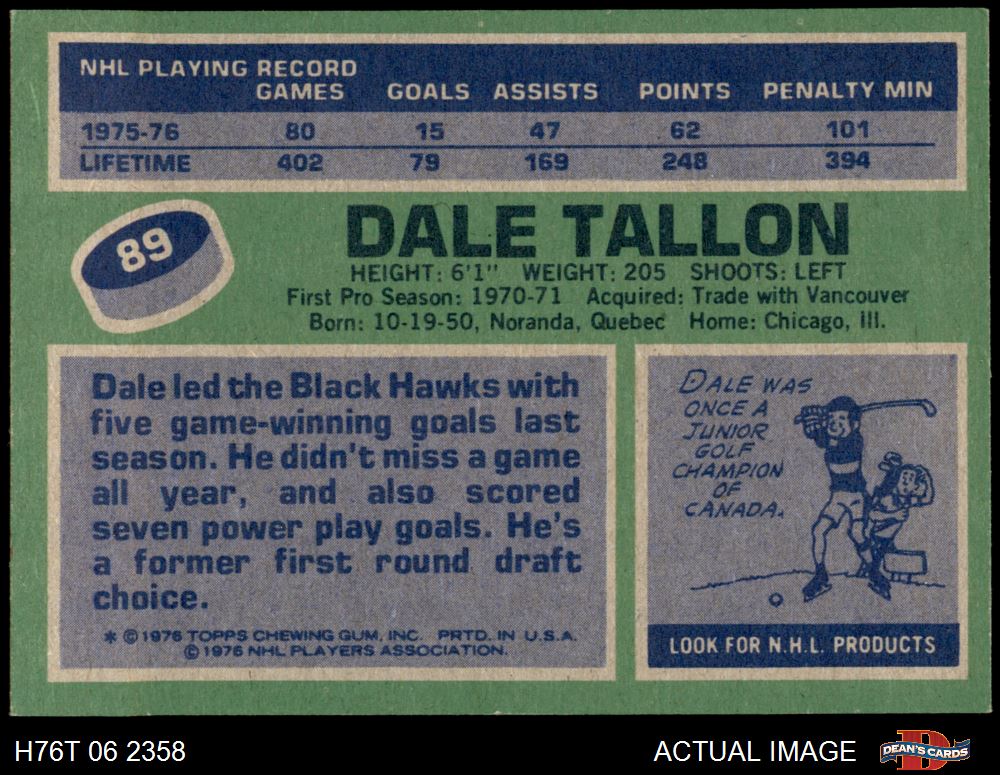 NHL PLAYING RECORD
GAMES GOALS ASSISTS POINTS PENALTY MIN
1975-76 80 15 47 62 101
LIFETIME 402 79 169 248 394
89
DALE TALLON
HEIGHT: 6'1" WEIGHT: 205 SHOOTS: LEFT
First Pro Season: 1970-71 Acquired: Trade with Vancouver
Born: 10-19-50, Noranda, Quebec Home: Chicago, Ill.
Dale led the Black Hawks with
five game-winning goals last
season. He didn't miss a game
all year, and also scored
seven power play goals. He's
a former first round draft
choice.
* © 1976 TOPPS CHEWING GUM, INC. PRTD. IN U.S.A.
© 1976 NHL PLAYERS ASSOCIATION.
DALE WAS
ONCE A
JUNIOR
GOLF
CHAMPION
OF
CANADA.
LOOK FOR N.H.L. PRODUCTS
H76T 06 2358
ACTUAL IMAGE
D
DEAN'S CARDS